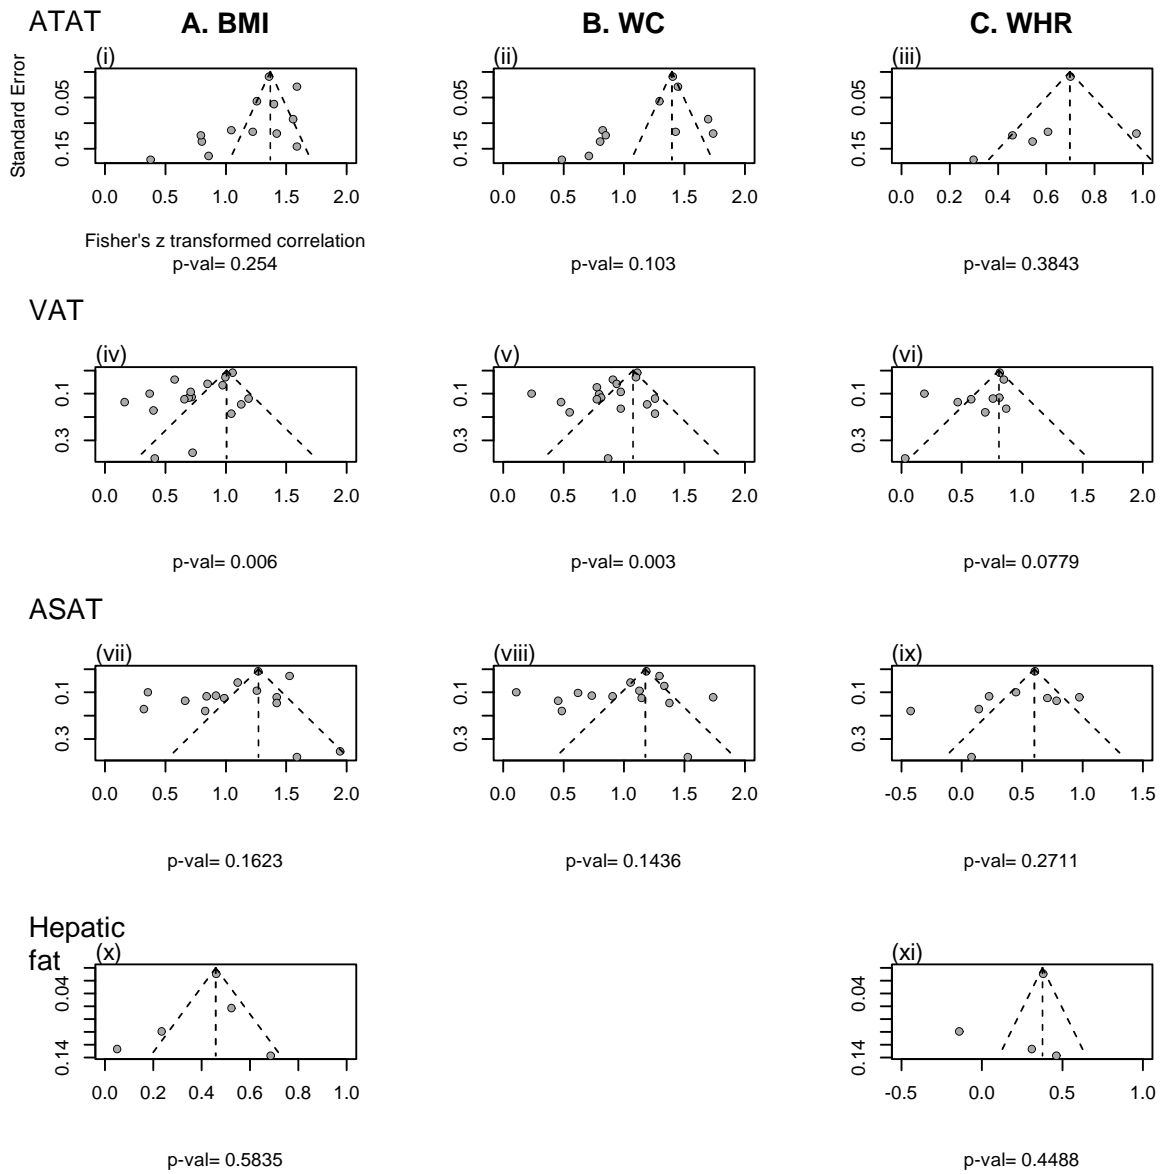 ATAT
A. BMI
B. WC
C. WHR
(i)
Standard Error
0.05
0.15
0.0 0.5 1.0 1.5 2.0
Fisher's z transformed correlation
p-val= 0.254
(ii)
0.05
0.15
0.0 0.5 1.0 1.5 2.0
p-val= 0.103
(iii)
0.05
0.15
0.0 0.2 0.4 0.6 0.8 1.0
p-val= 0.3843
VAT
(iv)
0.1
0.3
0.0 0.5 1.0 1.5 2.0
p-val= 0.006
(v)
0.1
0.3
0.0 0.5 1.0 1.5 2.0
p-val= 0.003
(vi)
0.1
0.3
0.0 0.5 1.0 1.5 2.0
p-val= 0.0779
ASAT
(vii)
0.1
0.3
0.0 0.5 1.0 1.5 2.0
p-val= 0.1623
(viii)
0.1
0.3
0.0 0.5 1.0 1.5 2.0
p-val= 0.1436
(ix)
0.1
0.3
-0.5 0.0 0.5 1.0 1.5
p-val= 0.2711
Hepatic
fat
(x)
0.04
0.14
0.0 0.2 0.4 0.6 0.8 1.0
p-val= 0.5835
(xi)
0.04
0.14
-0.5 0.0 0.5 1.0
p-val= 0.4488